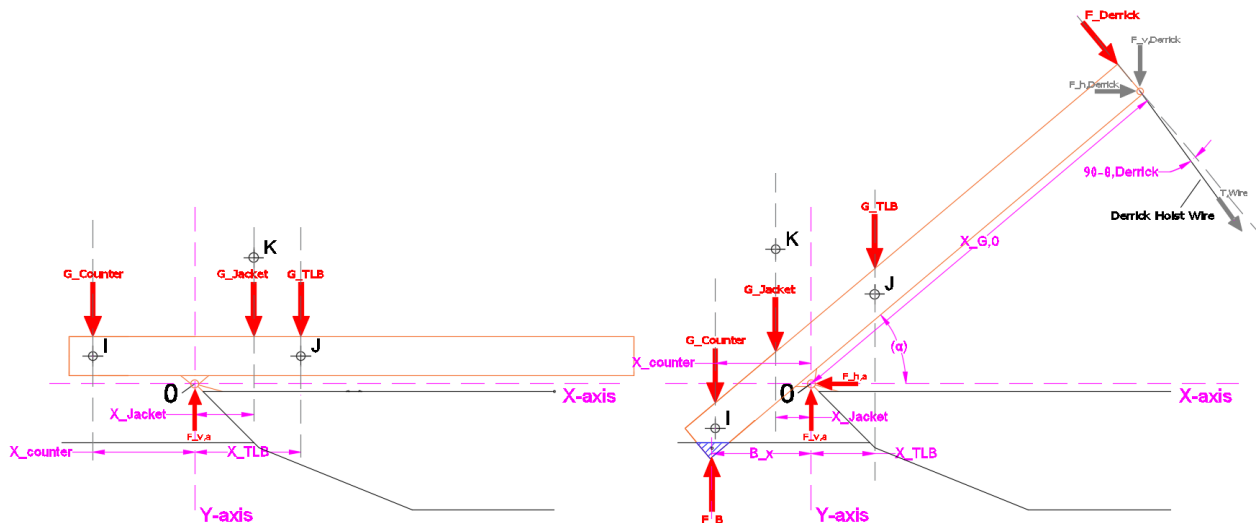 F_Derrick
F_v,Derrick
F_h,Derrick
90-θ,Derrick
T,Wire
Derrick Hoist Wire
K
G_Counter
G_Jacket
G_TLB
I
J
0
X-axis
X_Jacket
F_v,a
X_counter
X_TLB
Y-axis
K
G_TLB
X_G,0
G_Jacket
J
G_Counter
X_counter
(α)
0
F_h,a
X-axis
I
X_Jacket
F_v,a
B_x
X_TLB
F_B
Y-axis